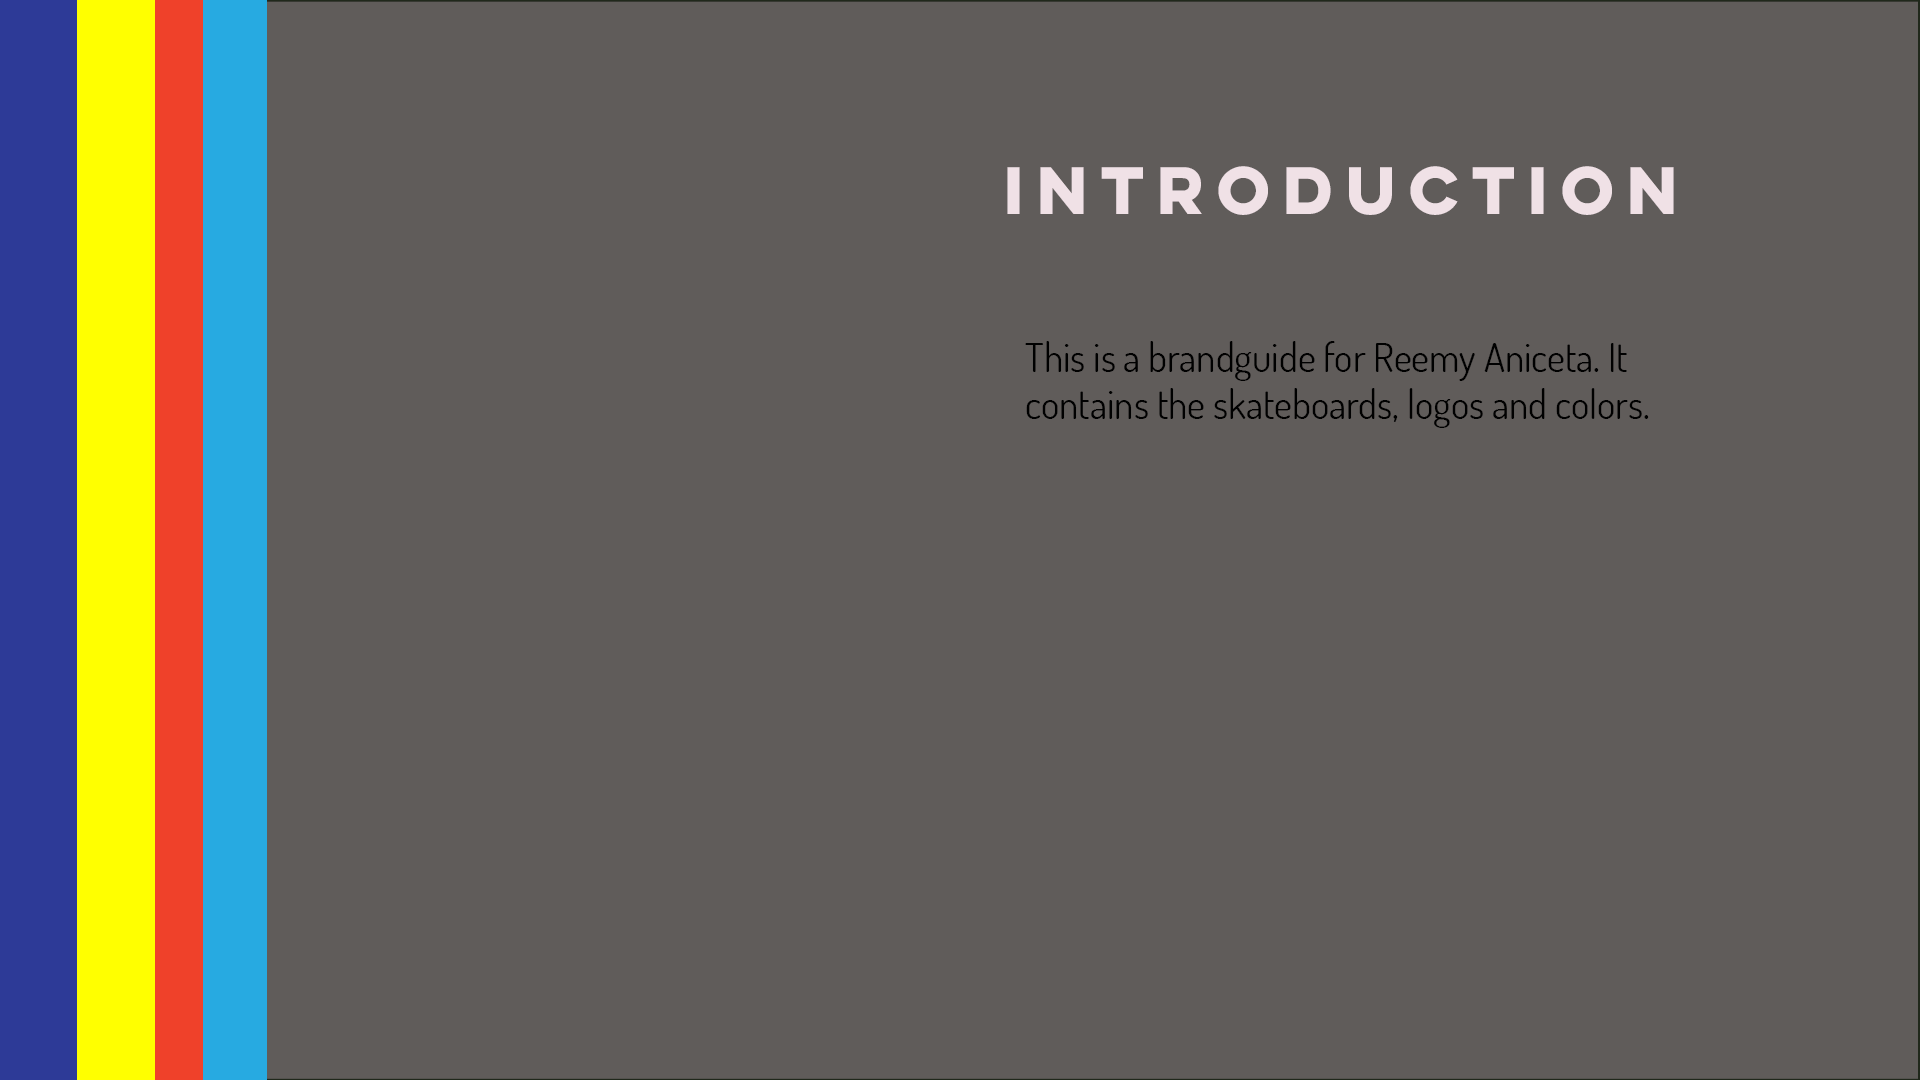 INTRODUCTION
This is a brandguide for Reemy Aniceta. It
contains the skateboards, logos and colors.